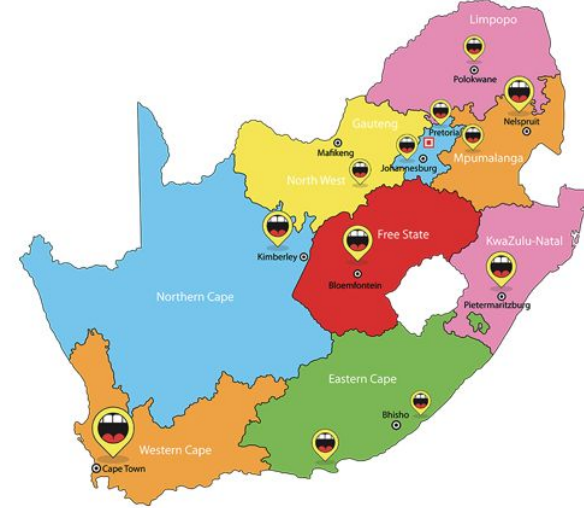 Limpopo
Polokwane
Nelspruit
Gauteng
Pretoria
Mafikeng
Johannesburg
Mpumalanga
North West
Free State
KwaZulu-Natal
Kimberley
Bloemfontein
Northern Cape
Pietermaritzburg
Eastern Cape
Bhisho
Western Cape
Cape Town